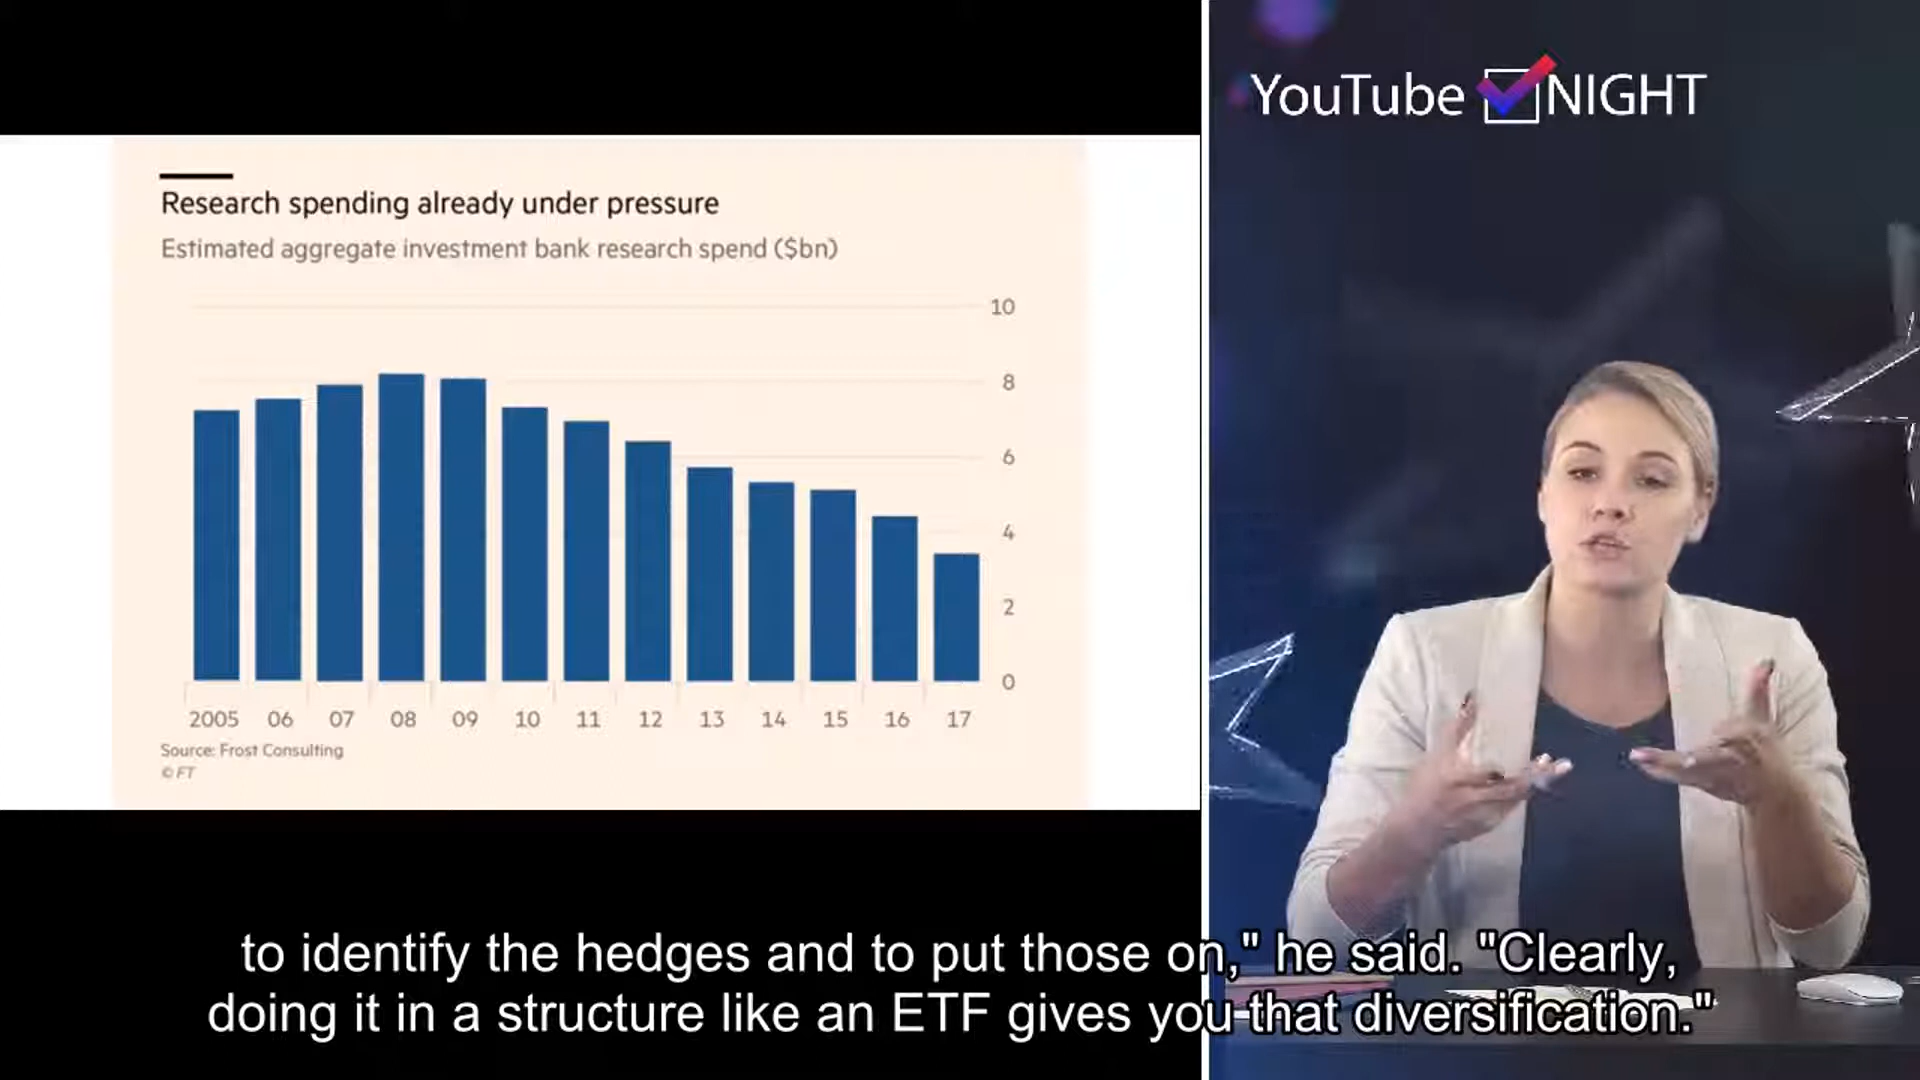 Research spending already under pressure
Estimated aggregate investment bank research spend ($bn)
10
8
6
4
2
0
2005 06 07 08 09 10 11 12 13 14 15 16 17
Source: Frost Consulting
© FT
YouTube NIGHT
to identify the hedges and to put those on," he said. "Clearly,
doing it in a structure like an ETF gives you that diversification."